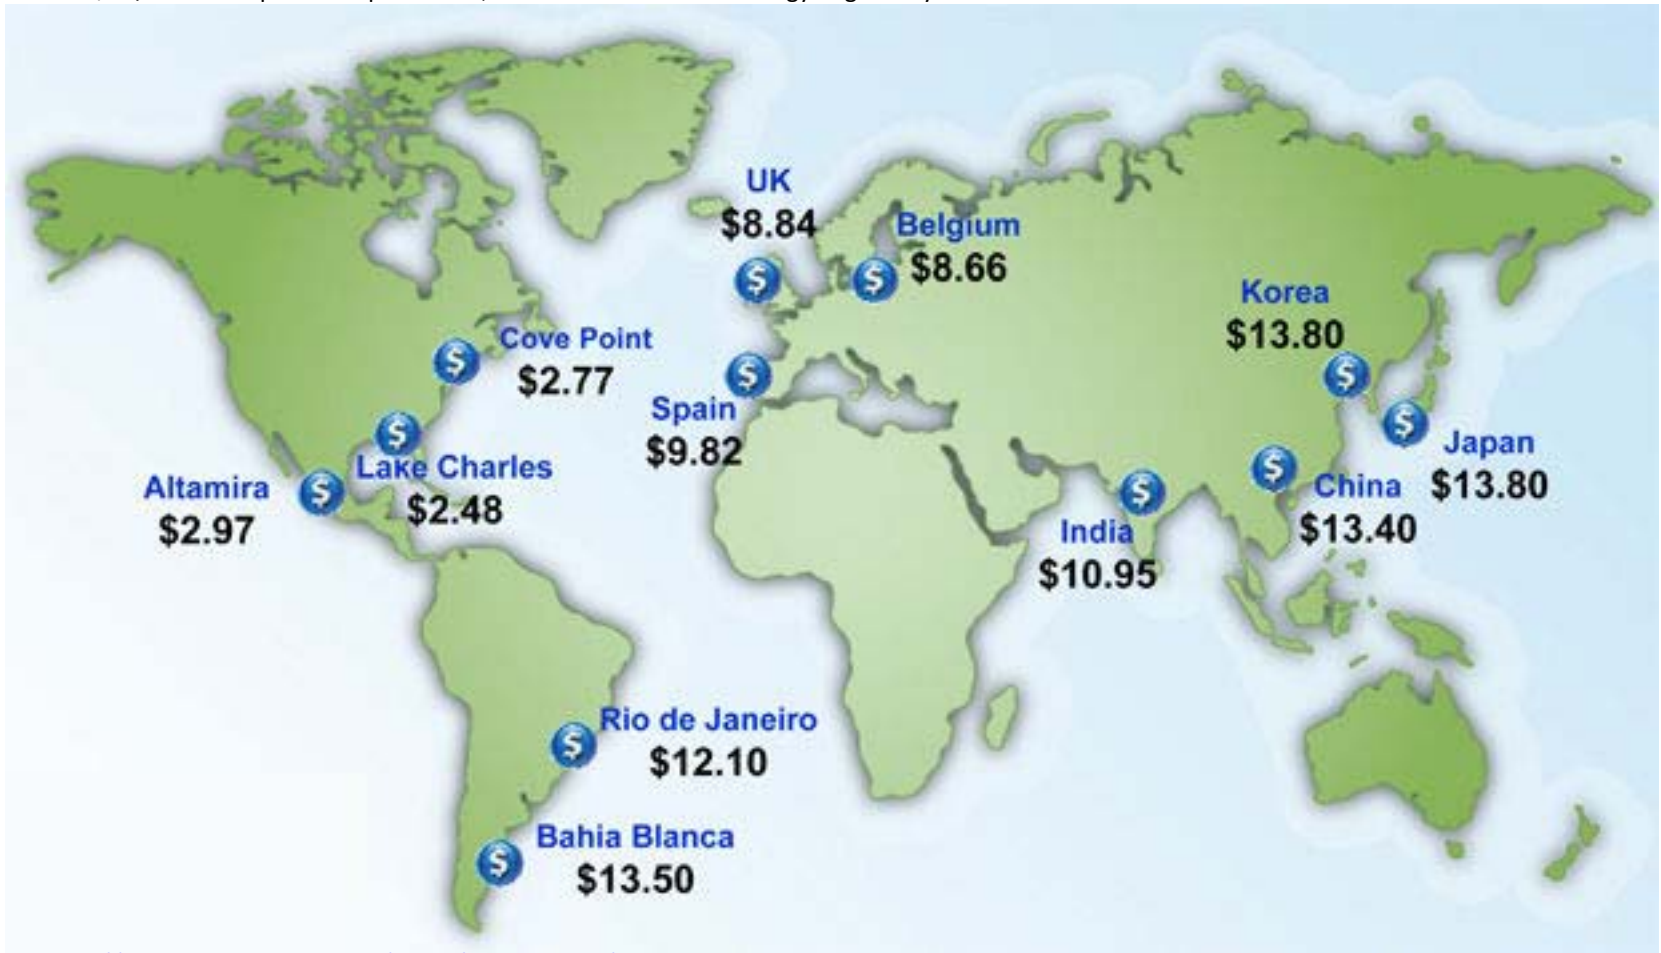 UK
$8.84
Belgium
$8.66
Korea
$13.80
Cove Point
$2.77
Spain
$9.82
Japan
$13.80
Lake Charles
$2.48
Altamira
$2.97
China
$13.40
India
$10.95
Rio de Janeiro
$12.10
Bahia Blanca
$13.50